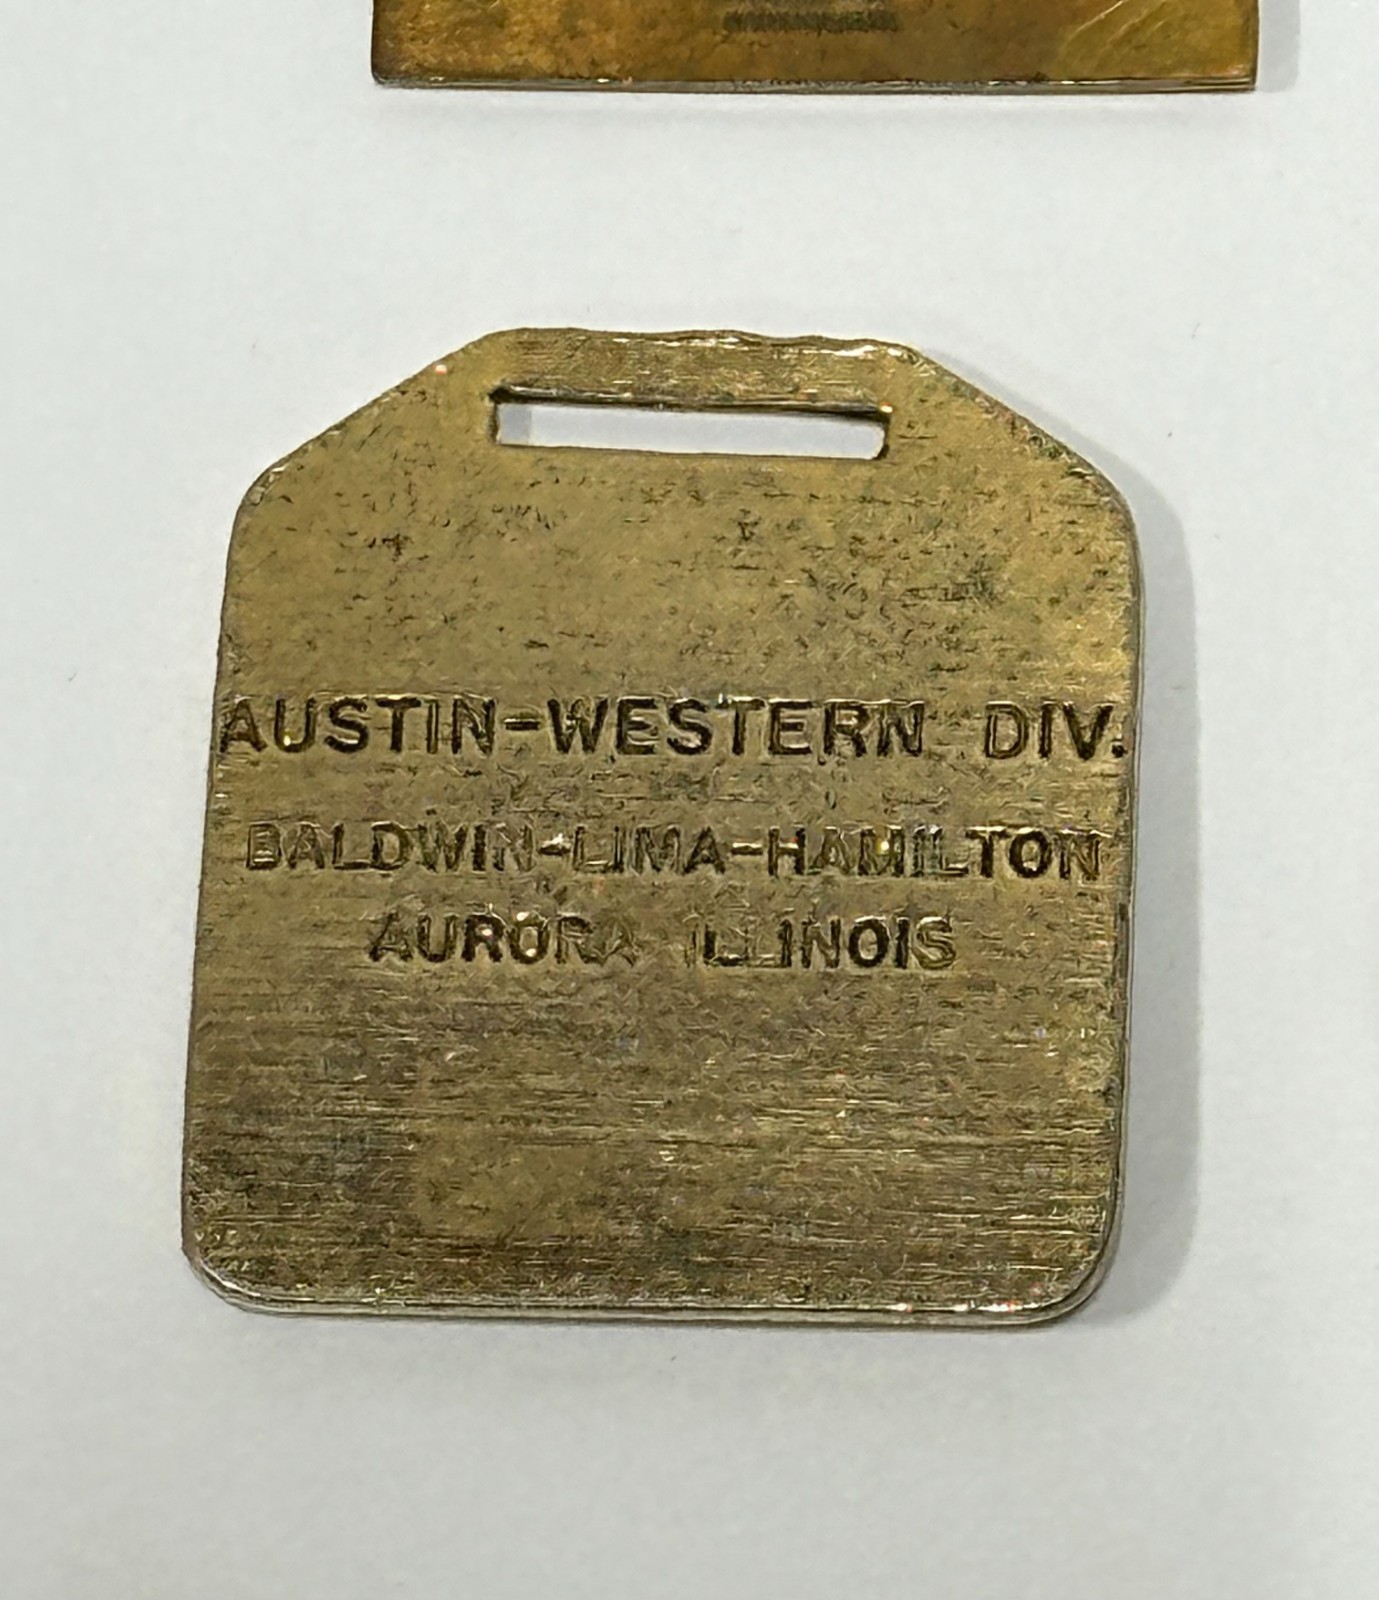 AUSTIN-WESTERN DIV.
BALDWIN-LIMA-HAMILTON
AURORA ILLINOIS